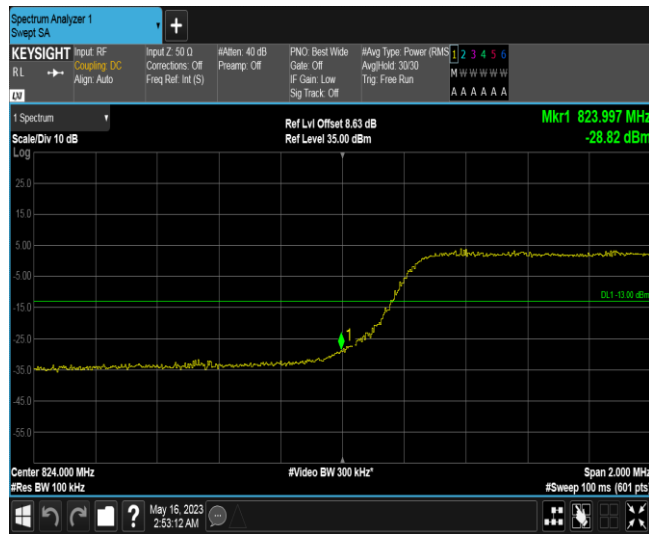 Spectrum Analyzer 1
Swept SA
KEYSIGHT
RL
LXI
Input: RF
Coupling: DC
Align: Auto
Input Z: 50 Ω
Corrections: Off
Freq Ref: Int (S)
#Atten: 40 dB
Preamp: Off
PNO: Best Wide
Gate: Off
IF Gain: Low
Sig Track: Off
#Avg Type: Power (RMS
Avg|Hold: 30/30
Trig: Free Run
1 2 3 4 5 6
M W W W W W
A A A A A A
1 Spectrum
Scale/Div 10 dB
Log
Ref Lvl Offset 8.63 dB
Ref Level 35.00 dBm
Mkr1 823.997 MHz
-28.82 dBm
25.0
15.0
5.00
-5.00
DL1 -13.00 dBm
-15.0
-25.0
1
-35.0
-45.0
-55.0
Center 824.000 MHz
#Res BW 100 kHz
#Video BW 300 kHz*
Span 2.000 MHz
#Sweep 100 ms (601 pts)
?
May 16, 2023
2:53:12 AM